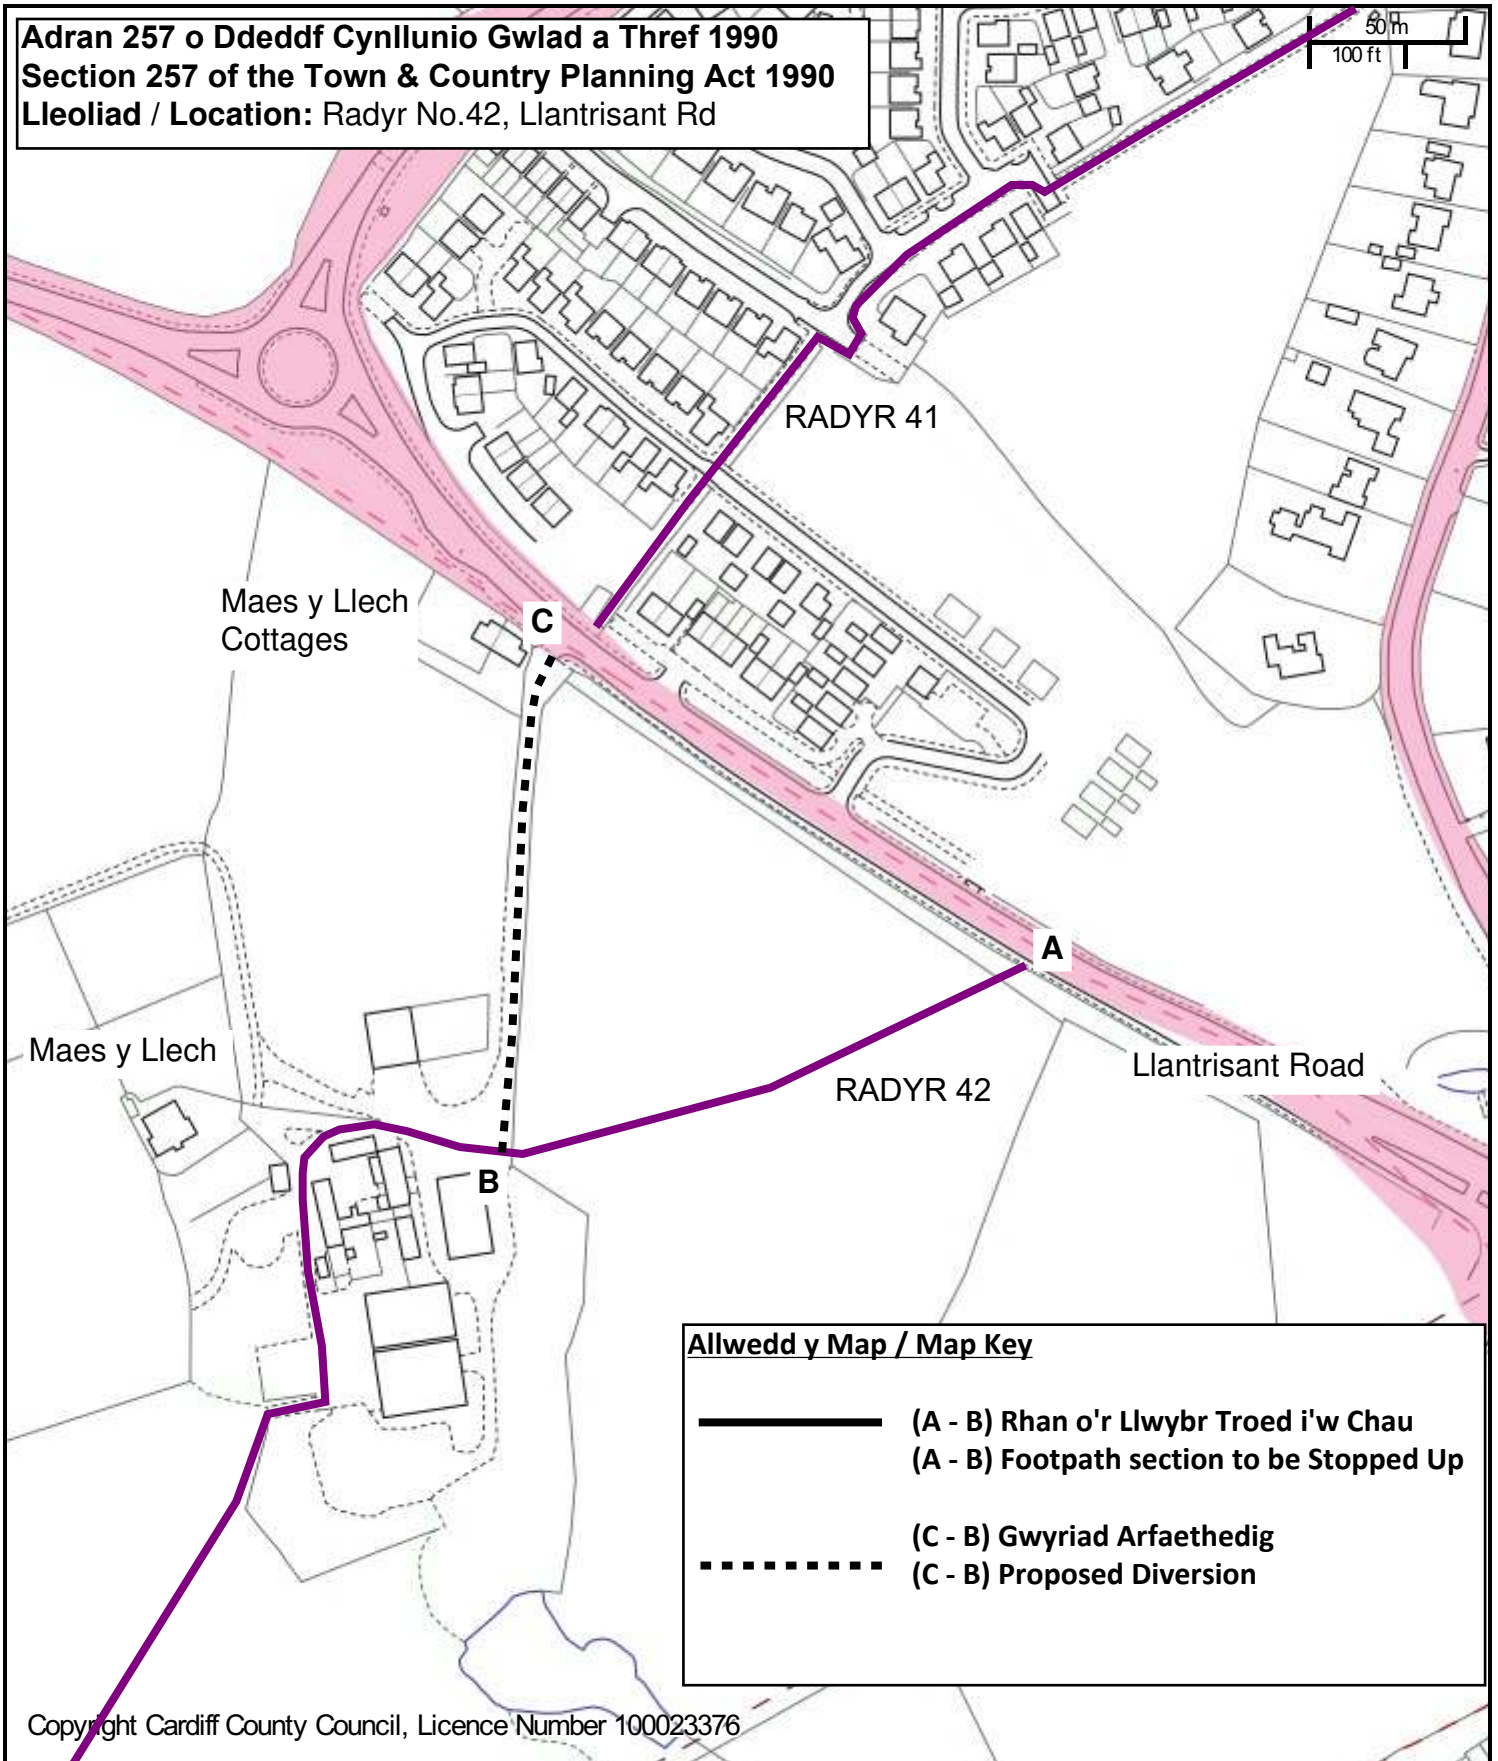 Adran 257 o Ddeddf Cynllunio Gwlad a Thref 1990
Section 257 of the Town & Country Planning Act 1990
Lleoliad / Location: Radyr No.42, Llantrisant Rd
50 m
100 ft
RADYR 41
Maes y Llech
Cottages
C
A
Maes y Llech
Llantrisant Road
RADYR 42
B
Allwedd y Map / Map Key
(A - B) Rhan o'r Llwybr Troed i'w Chau
(A - B) Footpath section to be Stopped Up
(C - B) Gwyriad Arfaethedig
(C - B) Proposed Diversion
Copyright Cardiff County Council, Licence Number 100023376